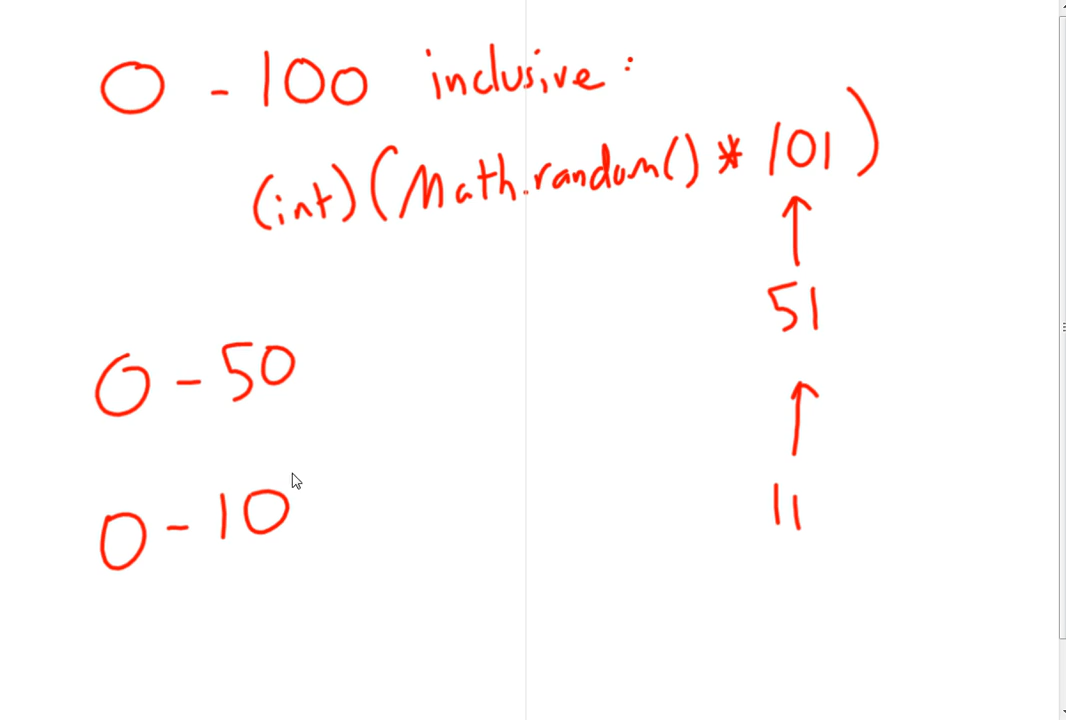 0 - 100 inclusive:
(int)(Math.random() * 101)
51
0 - 50
0 - 10
11